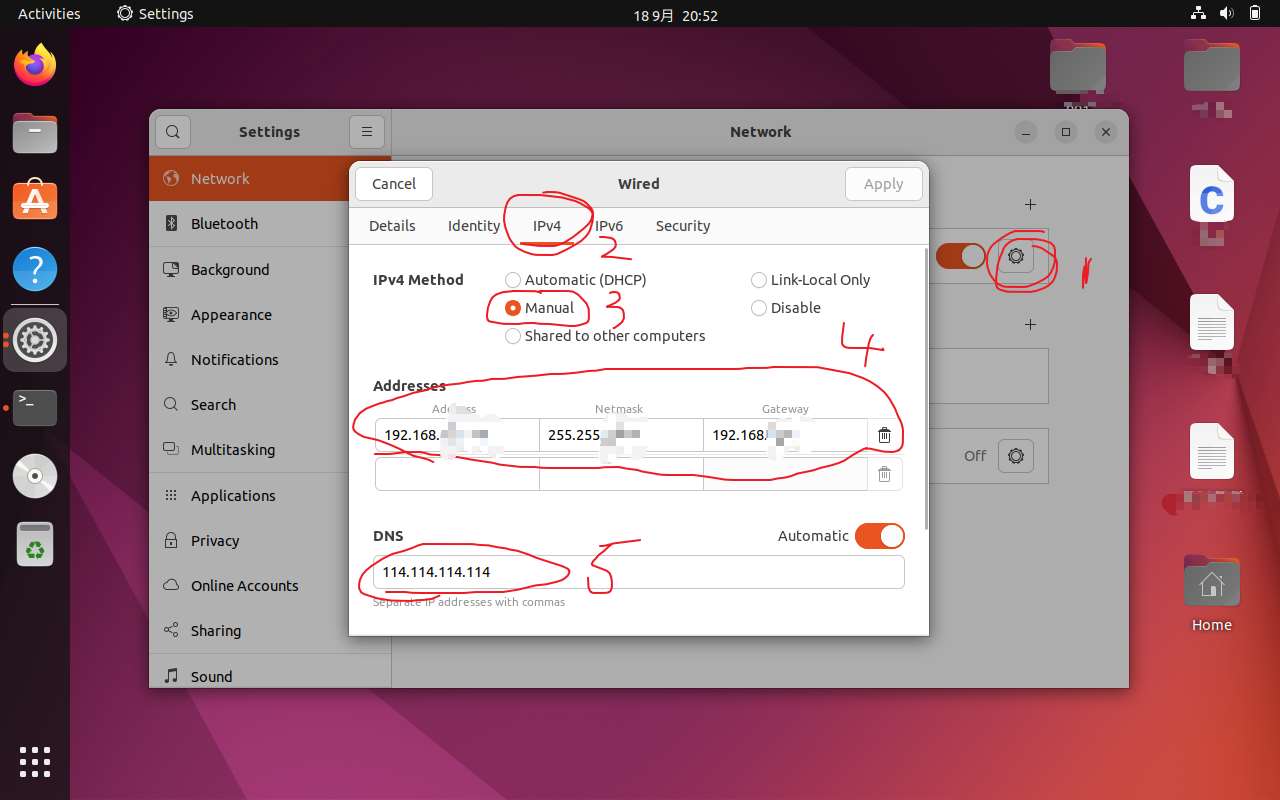 Activities Settings 18 9月 20:52
Settings Network
Cancel Wired Apply
Network
Details Identity IPv4 IPv6 Security
Bluetooth
2
1
Background
IPv4 Method Automatic (DHCP) Link-Local Only
Manual 3 Disable
Appearance
Shared to other computers 4
Notifications
Addresses
Search
Address Netmask Gateway
192.168. 255.255. 192.168.
Multitasking
Off
Applications
DNS Automatic
Privacy
114.114.114.114 5
Online Accounts
Separate IP addresses with commas
Sharing
Home
Sound